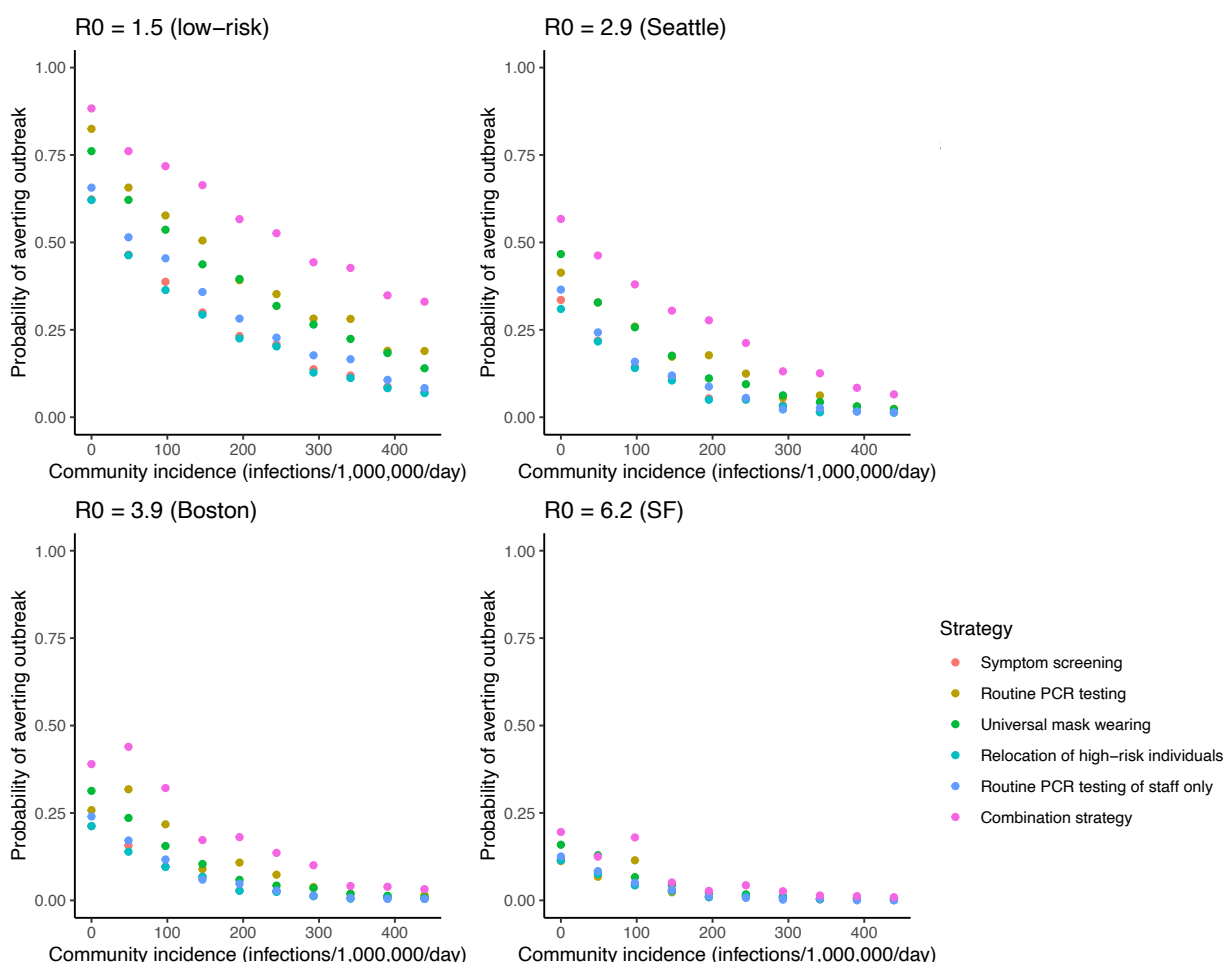 R0 = 1.5 (low−risk)
R0 = 2.9 (Seattle)
Probability of averting outbreak
1.00
0.75
0.50
0.25
0.00
0 100 200 300 400
Community incidence (infections/1,000,000/day)
Probability of averting outbreak
1.00
0.75
0.50
0.25
0.00
0 100 200 300 400
Community incidence (infections/1,000,000/day)
R0 = 3.9 (Boston)
R0 = 6.2 (SF)
Probability of averting outbreak
1.00
0.75
0.50
0.25
0.00
0 100 200 300 400
Community incidence (infections/1,000,000/day)
Probability of averting outbreak
1.00
0.75
0.50
0.25
0.00
0 100 200 300 400
Community incidence (infections/1,000,000/day)
Strategy
Symptom screening
Routine PCR testing
Universal mask wearing
Relocation of high−risk individuals
Routine PCR testing of staff only
Combination strategy